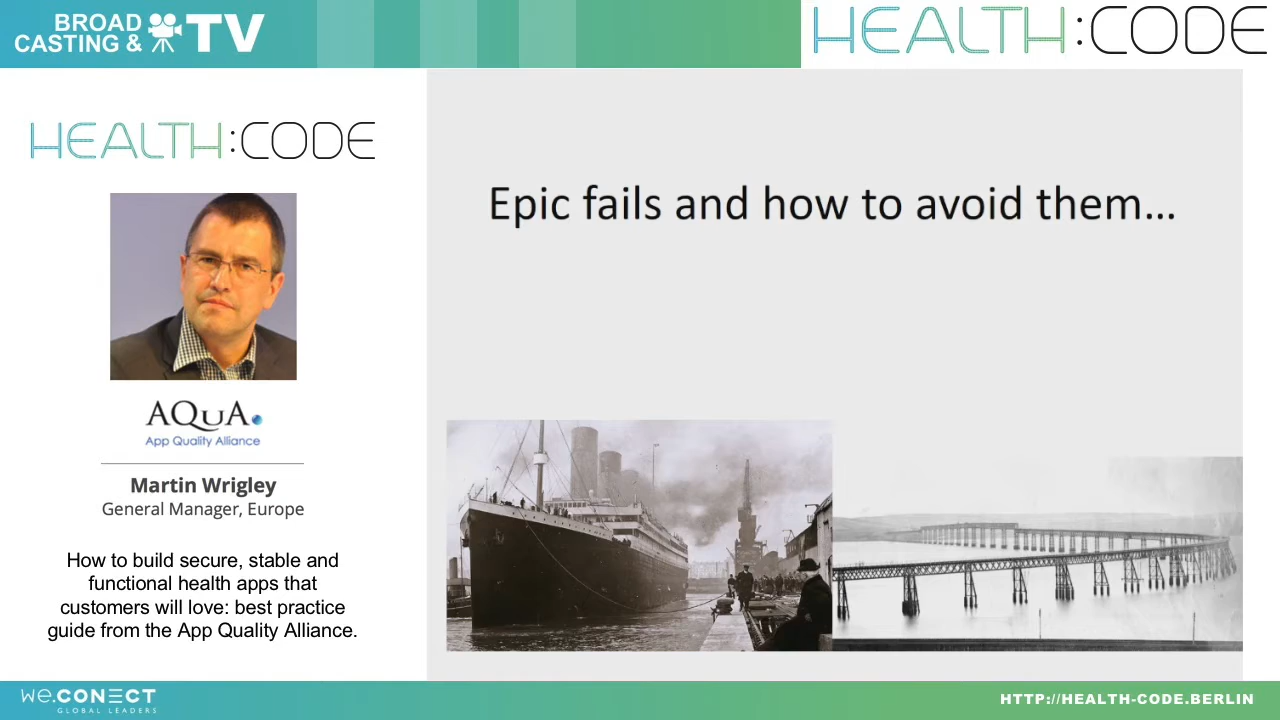 BROAD
CASTING & TV
HEALTH:CODE
HEALTH:CODE
AQuA
App Quality Alliance
Martin Wrigley
General Manager, Europe
How to build secure, stable and
functional health apps that
customers will love: best practice
guide from the App Quality Alliance.
Epic fails and how to avoid them...
we.CONECT
GLOBAL LEADERS
HTTP://HEALTH-CODE.BERLIN